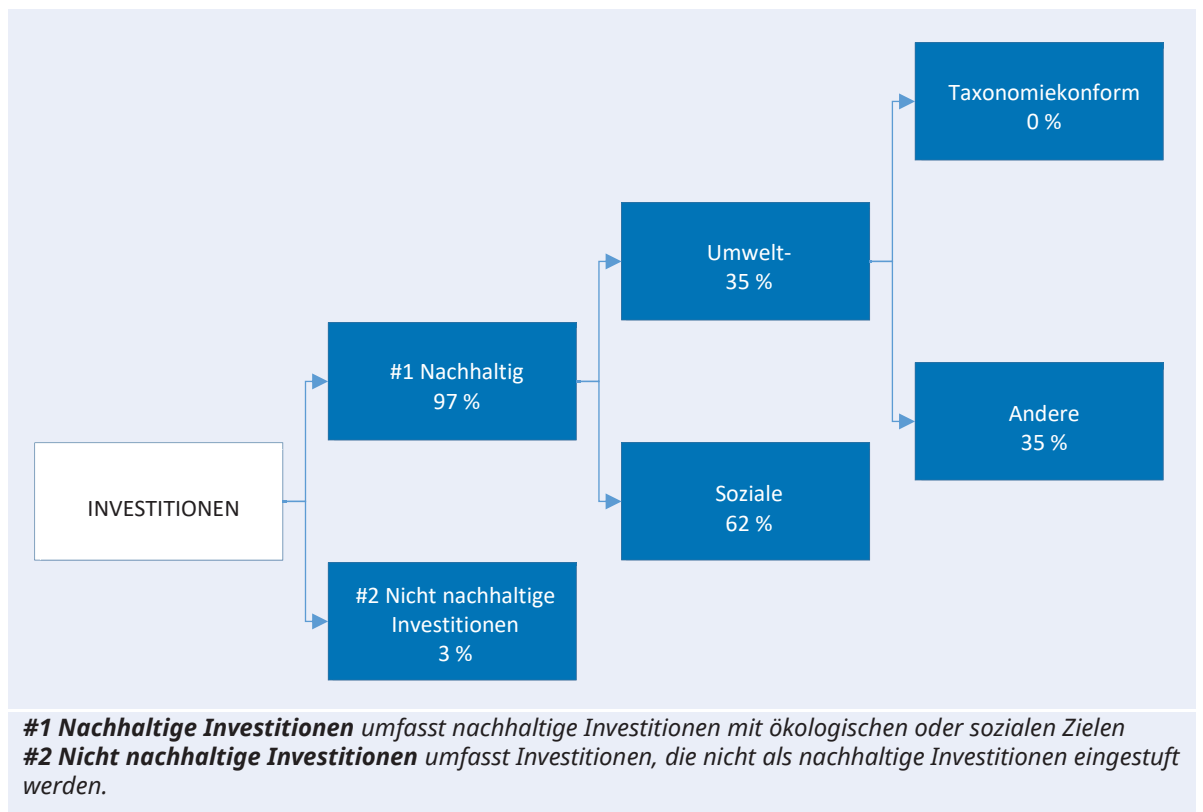 Taxonomiekonform
0 %
Umwelt-
35 %
#1 Nachhaltig
97 %
Andere
35 %
INVESTITIONEN
Soziale
62 %
#2 Nicht nachhaltige
Investitionen
3 %
#1 Nachhaltige Investitionen umfasst nachhaltige Investitionen mit ökologischen oder sozialen Zielen
#2 Nicht nachhaltige Investitionen umfasst Investitionen, die nicht als nachhaltige Investitionen eingestuft
werden.